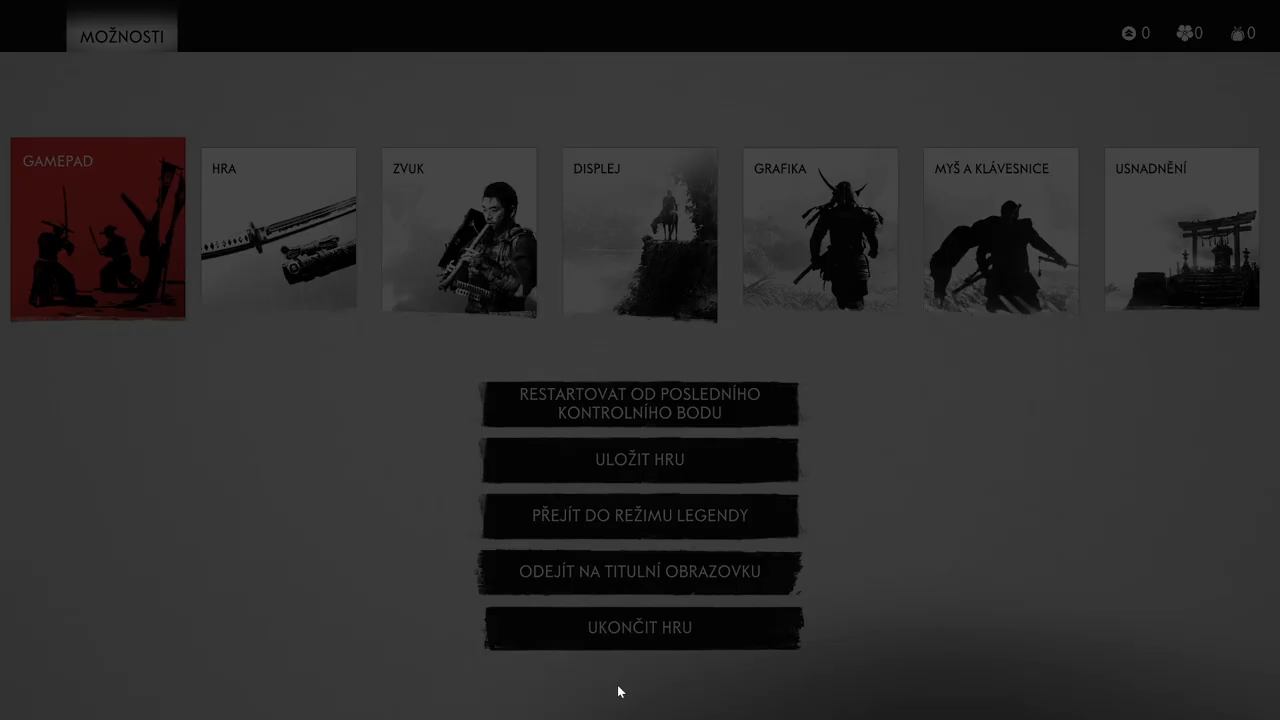 MOŽNOSTI
0
0
0
GAMEPAD
HRA
ZVUK
DISPLEJ
GRAFIKA
MYŠ A KLÁVESNICE
USNADNĚNÍ
RESTARTOVAT OD POSLEDNÍHO
KONTROLNÍHO BODU
ULOŽIT HRU
PŘEJÍT DO REŽIMU LEGENDY
ODEJÍT NA TITULNÍ OBRAZOVKU
UKONČIT HRU